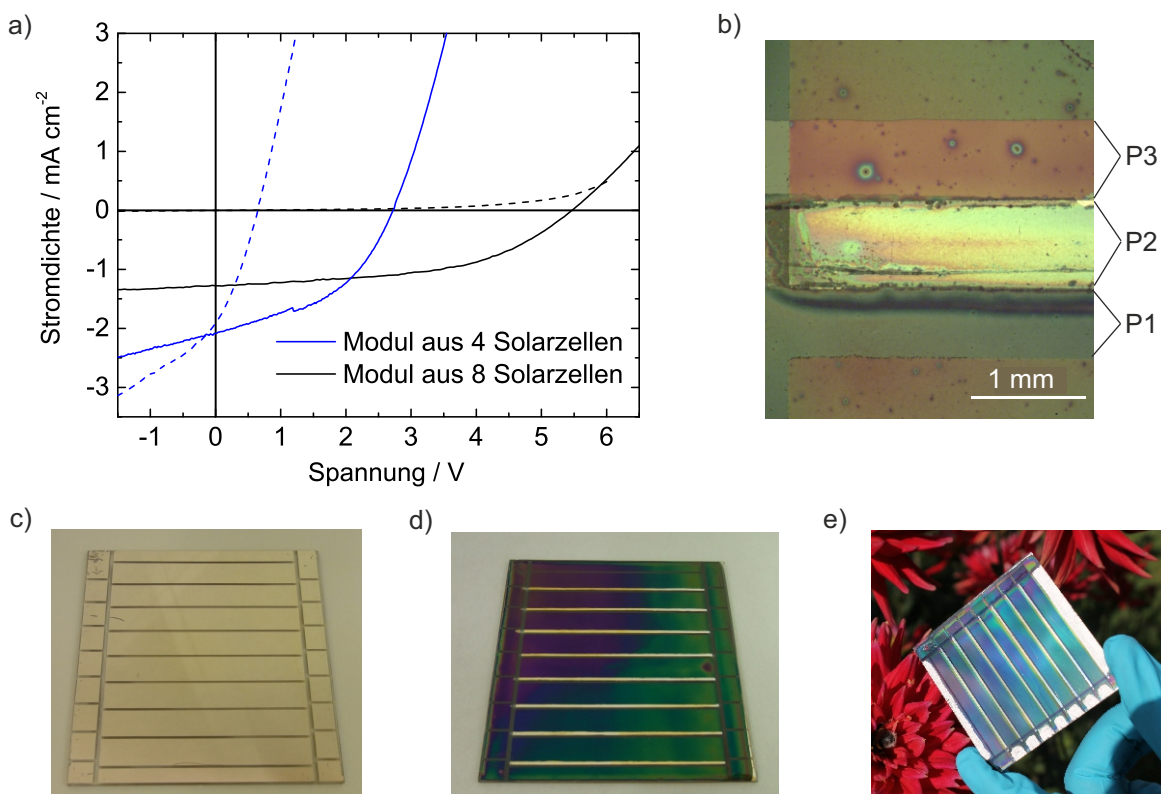 a)
3
2
1
0
-1
-2
-3
Stromdichte / mA cm⁻²
-1 0 1 2 3 4 5 6
Spannung / V
Modul aus 4 Solarzellen
Modul aus 8 Solarzellen
b)
P3
P2
P1
1 mm
c)
d)
e)